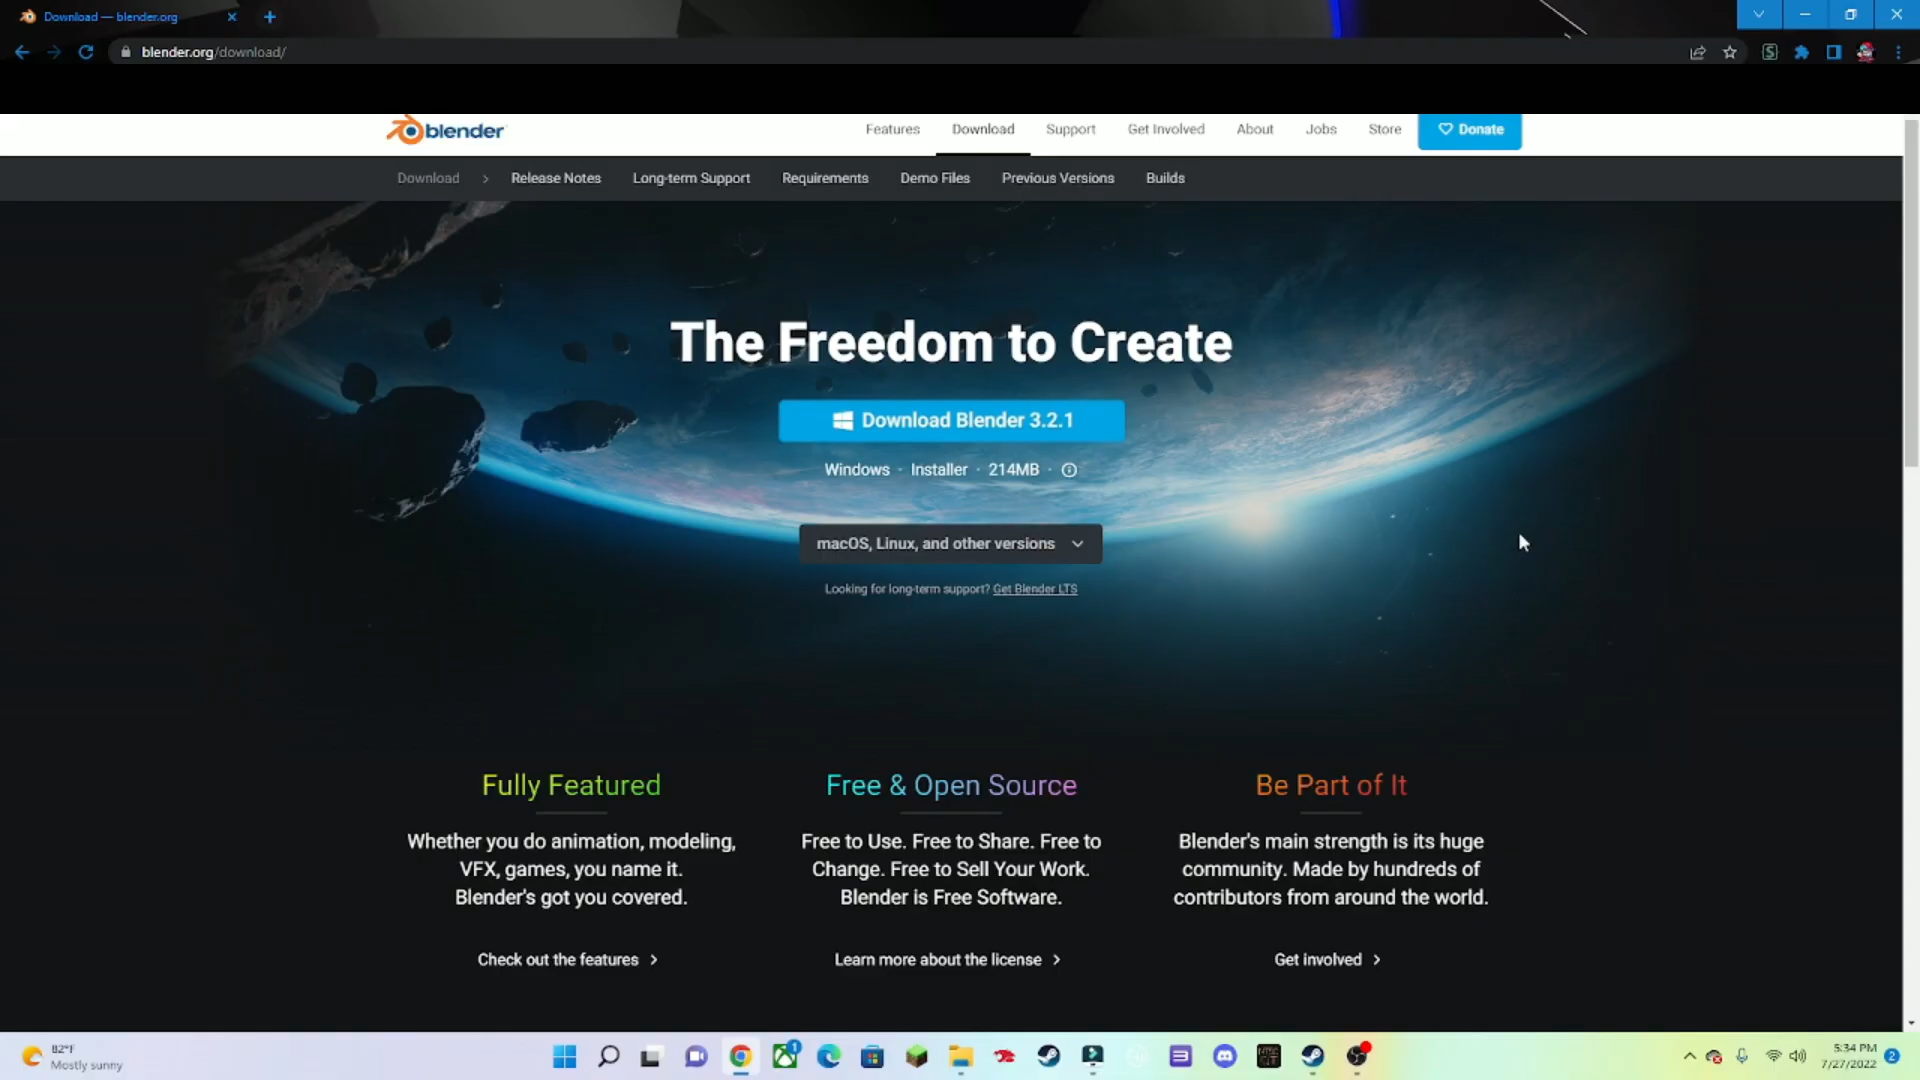 Download — blender.org
blender.org/download/
blender
Features
Download
Support
Get Involved
About
Jobs
Store
Donate
Download
Release Notes
Long-term Support
Requirements
Demo Files
Previous Versions
Builds
The Freedom to Create
Download Blender 3.2.1
Windows · Installer · 214MB ·
macOS, Linux, and other versions
Looking for long-term support? Get Blender LTS
Fully Featured
Whether you do animation, modeling,
VFX, games, you name it.
Blender's got you covered.
Check out the features
Free & Open Source
Free to Use. Free to Share. Free to
Change. Free to Sell Your Work.
Blender is Free Software.
Learn more about the license
Be Part of It
Blender's main strength is its huge
community. Made by hundreds of
contributors from around the world.
Get involved
82°F
Mostly sunny
1
5:34 PM
7/27/2022
2